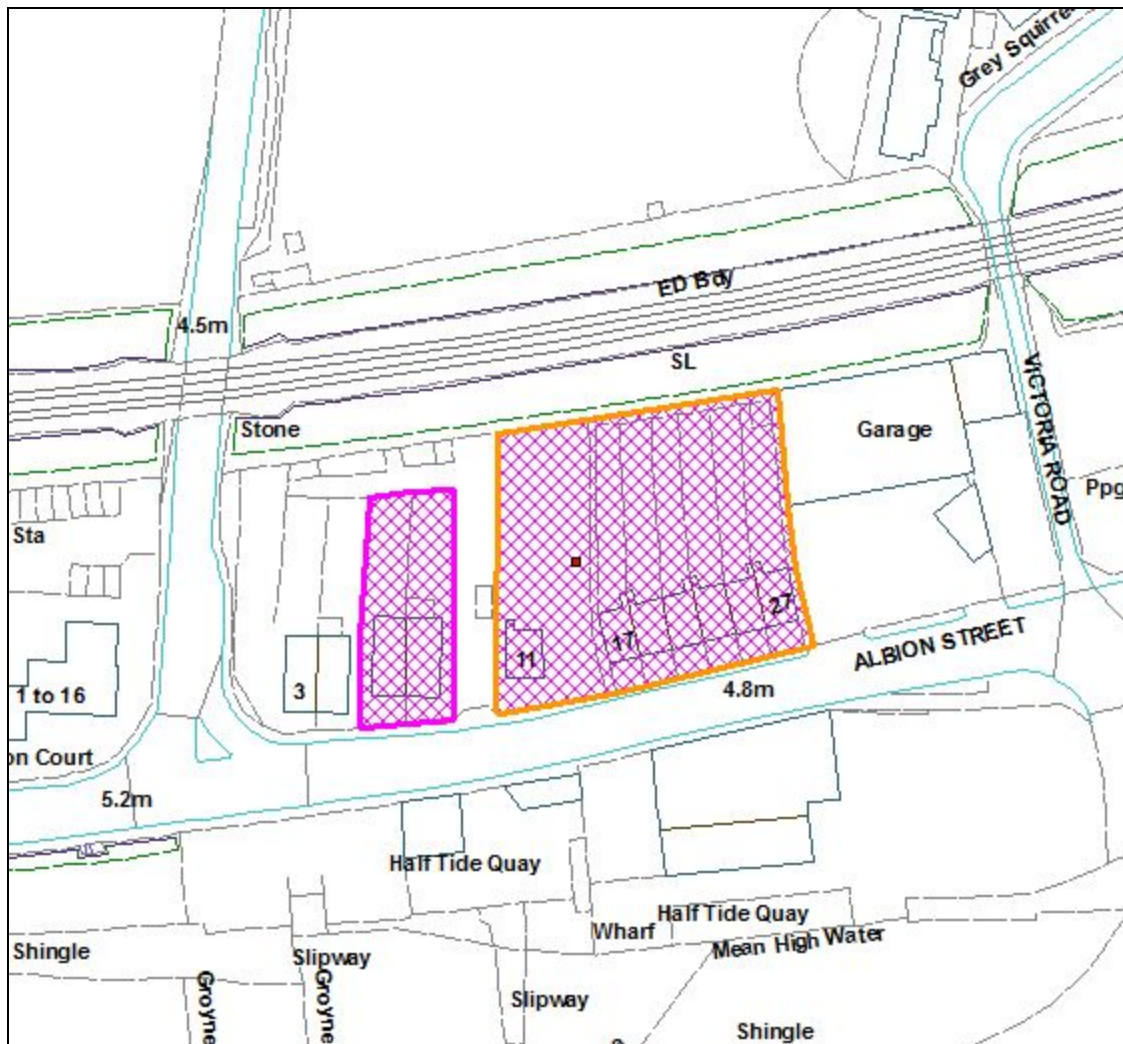 Grey Squirre
ED Bdy
4.5m
SL
Stone
Garage
VICTORIA ROAD
Ppg
Sta
27
17
11
ALBION STREET
4.8m
3
1 to 16
on Court
5.2m
Half Tide Quay
Half Tide Quay
Wharf
Mean High Water
Shingle
Slipway
Groyne
Groyne
Slipway
Shingle